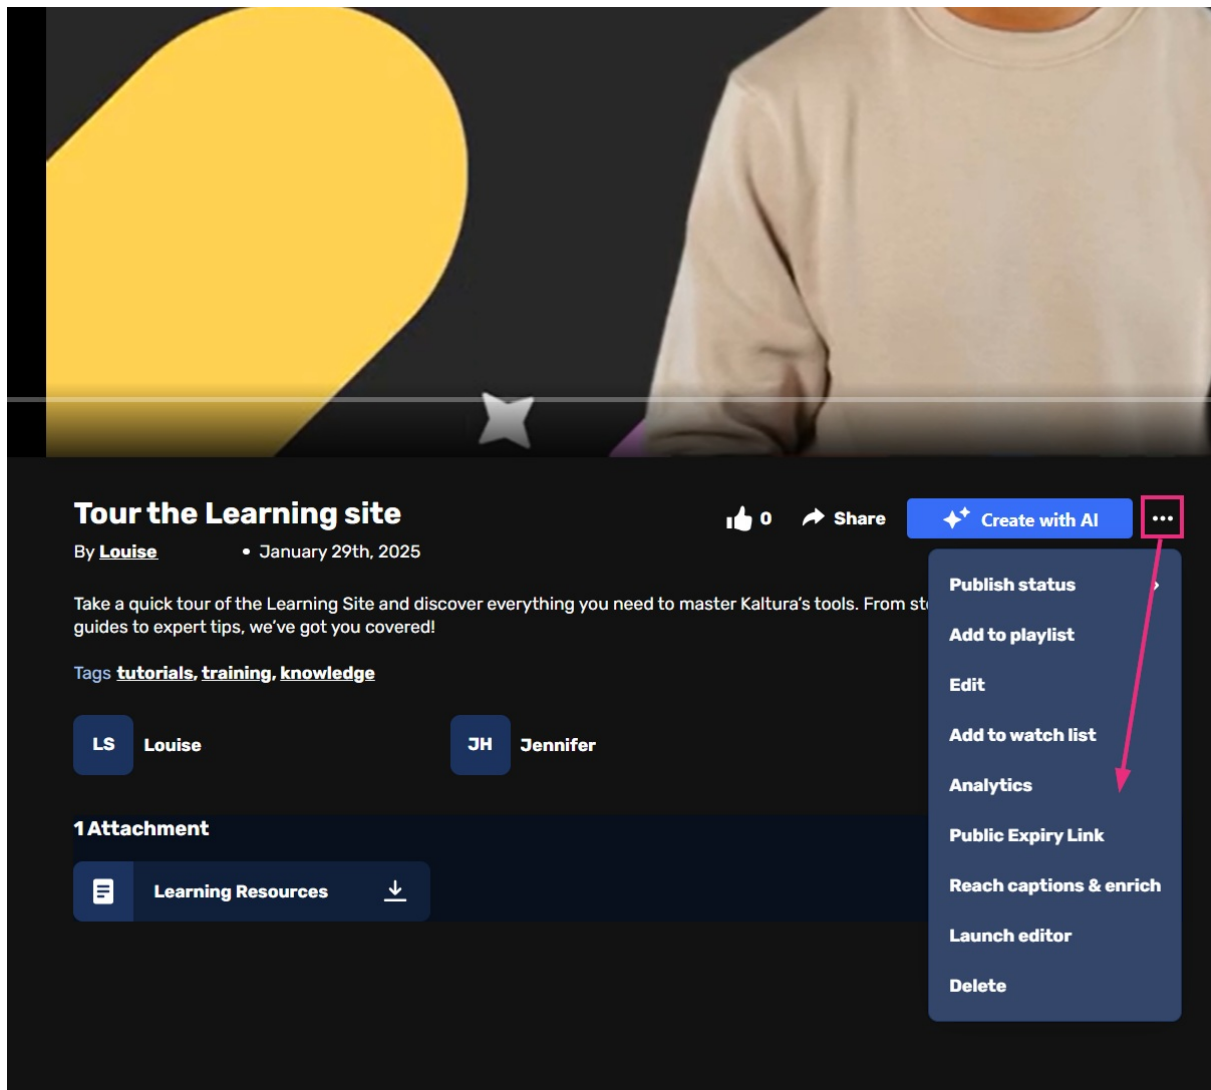 Tour the Learning site
0
Share
Create with AI
By Louise • January 29th, 2025
Take a quick tour of the Learning Site and discover everything you need to master Kaltura's tools. From
guides to expert tips, we've got you covered!
Tags tutorials, training, knowledge
LS Louise
JH Jennifer
1 Attachment
Learning Resources
Publish status
Add to playlist
Edit
Add to watch list
Analytics
Public Expiry Link
Reach captions & enrich
Launch editor
Delete